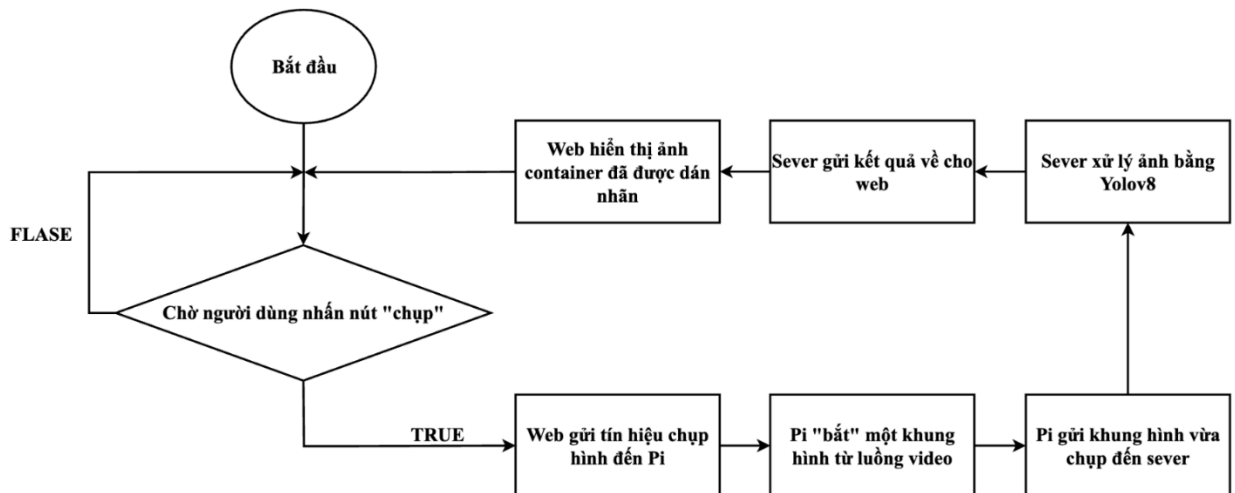 Bắt đầu
Web hiển thị ảnh
container đã được dán
nhãn
Sever gửi kết quả về cho
web
Sever xử lý ảnh bằng
Yolov8
FLASE
Chờ người dùng nhấn nút "chụp"
TRUE
Web gửi tín hiệu chụp
hình đến Pi
Pi "bắt" một khung
hình từ luồng video
Pi gửi khung hình vừa
chụp đến sever